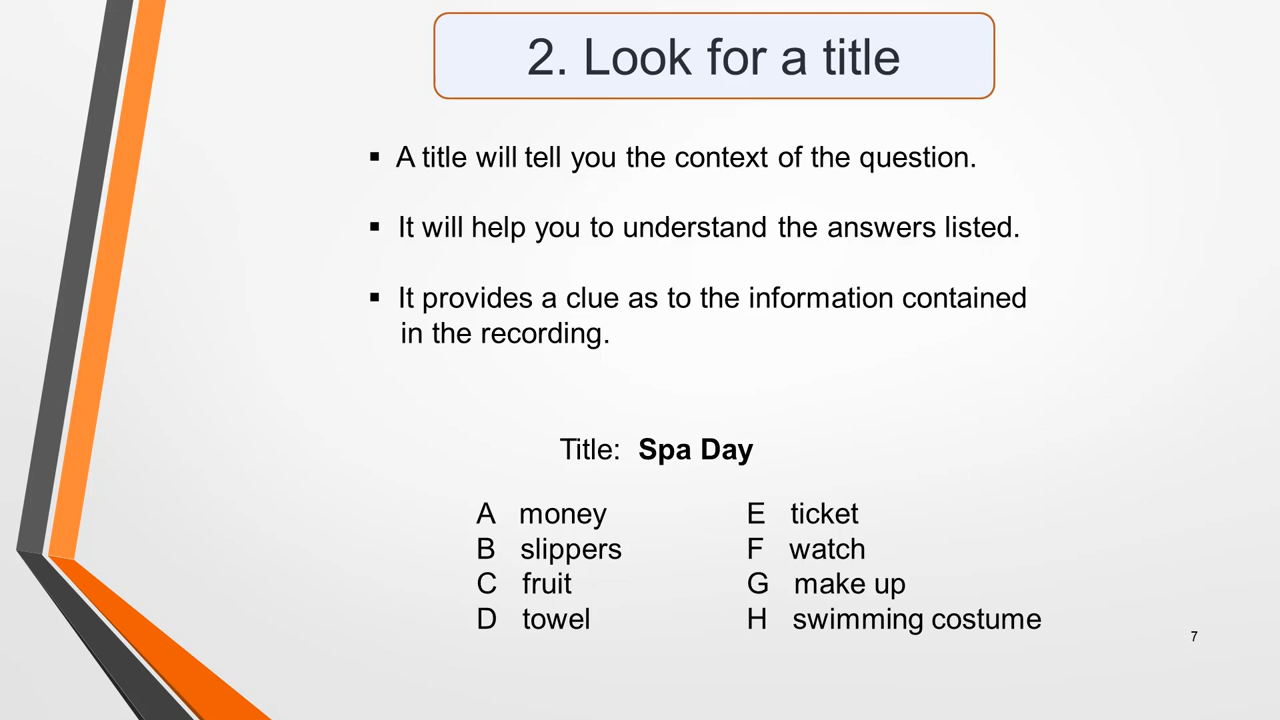 2. Look for a title
▪ A title will tell you the context of the question.
▪ It will help you to understand the answers listed.
▪ It provides a clue as to the information contained
in the recording.
Title: Spa Day
A money E ticket
B slippers F watch
C fruit G make up
D towel H swimming costume
7